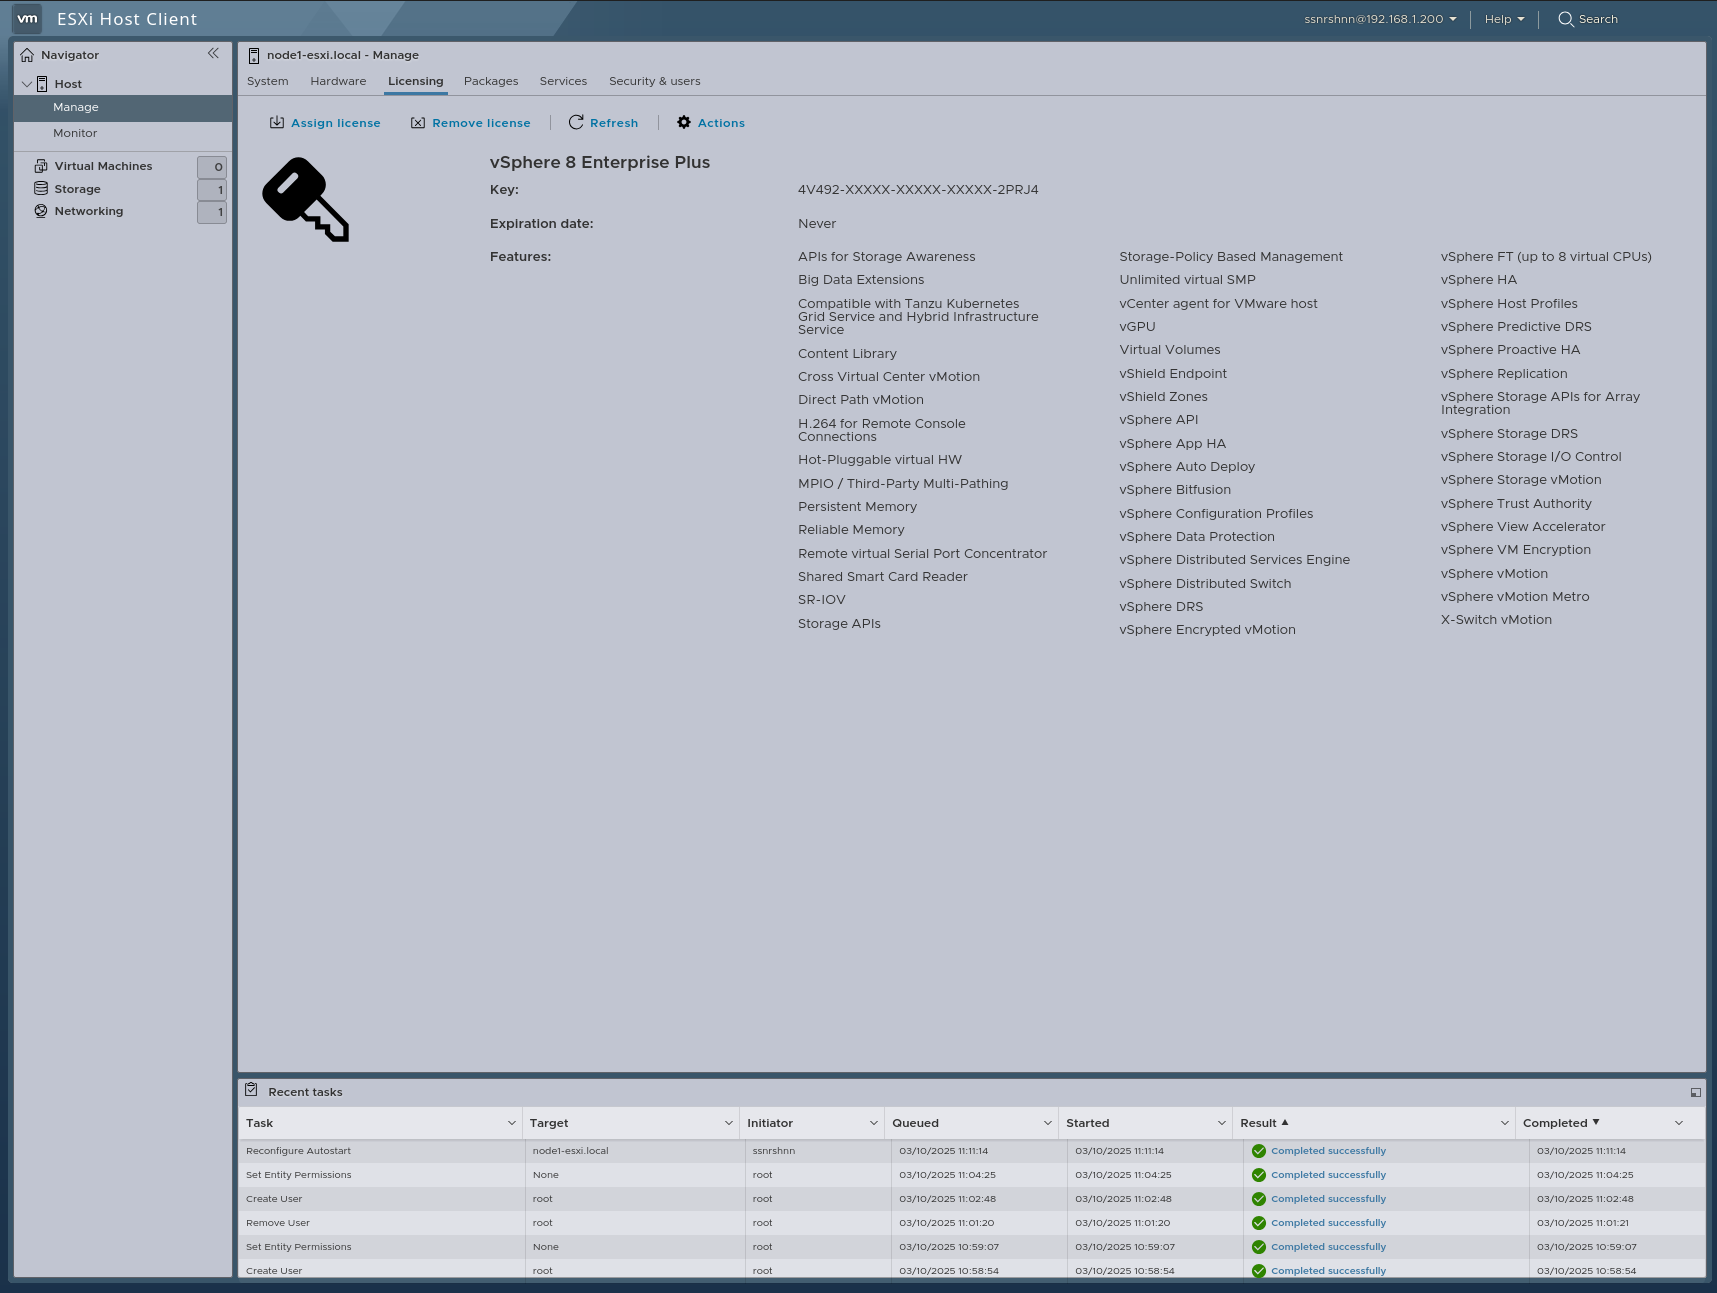 vm ESXi Host Client
ssnrshnn@192.168.1.200 Help Search
Navigator
Host
Manage
Monitor
Virtual Machines 0
Storage 1
Networking 1
node1-esxi.local - Manage
System Hardware Licensing Packages Services Security & users
Assign license Remove license Refresh Actions
vSphere 8 Enterprise Plus
Key: 4V492-XXXXX-XXXXX-XXXXX-2PRJ4
Expiration date: Never
Features:
APIs for Storage Awareness
Big Data Extensions
Compatible with Tanzu Kubernetes
Grid Service and Hybrid Infrastructure
Service
Content Library
Cross Virtual Center vMotion
Direct Path vMotion
H.264 for Remote Console
Connections
Hot-Pluggable virtual HW
MPIO / Third-Party Multi-Pathing
Persistent Memory
Reliable Memory
Remote virtual Serial Port Concentrator
Shared Smart Card Reader
SR-IOV
Storage APIs
Storage-Policy Based Management
Unlimited virtual SMP
vCenter agent for VMware host
vGPU
Virtual Volumes
vShield Endpoint
vShield Zones
vSphere API
vSphere App HA
vSphere Auto Deploy
vSphere Bitfusion
vSphere Configuration Profiles
vSphere Data Protection
vSphere Distributed Services Engine
vSphere Distributed Switch
vSphere DRS
vSphere Encrypted vMotion
vSphere FT (up to 8 virtual CPUs)
vSphere HA
vSphere Host Profiles
vSphere Predictive DRS
vSphere Proactive HA
vSphere Replication
vSphere Storage APIs for Array
Integration
vSphere Storage DRS
vSphere Storage I/O Control
vSphere Storage vMotion
vSphere Trust Authority
vSphere View Accelerator
vSphere VM Encryption
vSphere vMotion
vSphere vMotion Metro
X-Switch vMotion
Recent tasks
Task Target Initiator Queued Started Result Completed
Reconfigure Autostart node1-esxi.local ssnrshnn 03/10/2025 11:11:14 03/10/2025 11:11:14 Completed successfully 03/10/2025 11:11:14
Set Entity Permissions None root 03/10/2025 11:04:25 03/10/2025 11:04:25 Completed successfully 03/10/2025 11:04:25
Create User root root 03/10/2025 11:02:48 03/10/2025 11:02:48 Completed successfully 03/10/2025 11:02:48
Remove User root root 03/10/2025 11:01:20 03/10/2025 11:01:20 Completed successfully 03/10/2025 11:01:21
Set Entity Permissions None root 03/10/2025 10:59:07 03/10/2025 10:59:07 Completed successfully 03/10/2025 10:59:07
Create User root root 03/10/2025 10:58:54 03/10/2025 10:58:54 Completed successfully 03/10/2025 10:58:54